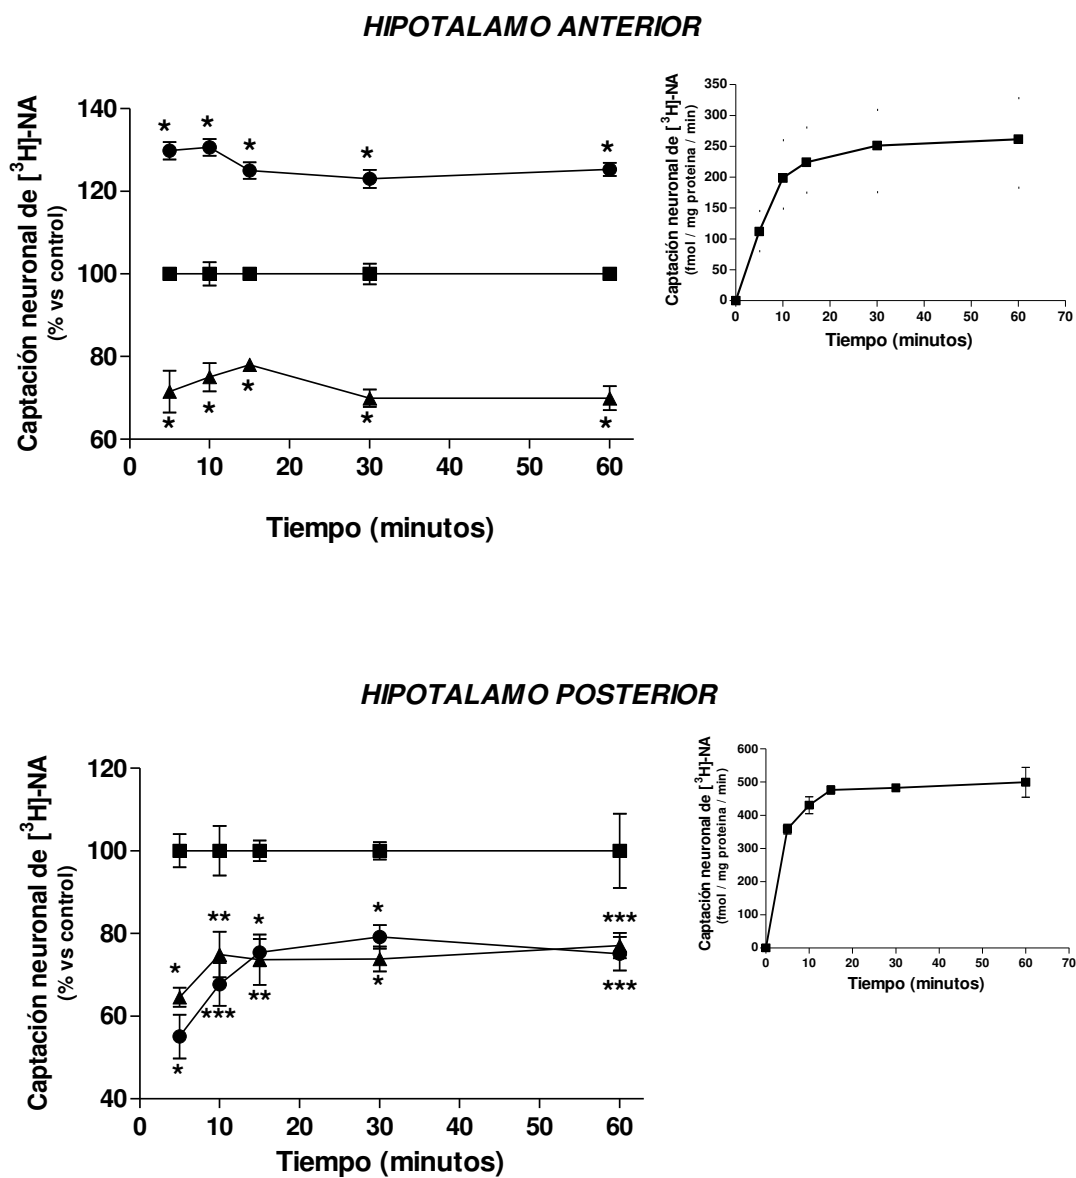 HIPOTALAMO ANTERIOR
Captación neuronal de [³H]-NA
(% vs control)
140
120
100
80
60
* * * * *
* * * * *
0 10 20 30 40 50 60
Tiempo (minutos)
Captación neuronal de [³H]-NA
(fmol / mg proteina / min)
350
300
250
200
150
100
50
0
0 10 20 30 40 50 60 70
Tiempo (minutos)
HIPOTALAMO POSTERIOR
Captación neuronal de [³H]-NA
(% vs control)
120
100
80
60
40
* ** * * ***
* *** ** * ***
0 10 20 30 40 50 60
Tiempo (minutos)
Captación neuronal de [³H]-NA
(fmol / mg proteina / min)
600
500
400
300
200
100
0
0 10 20 30 40 50 60 70
Tiempo (minutos)